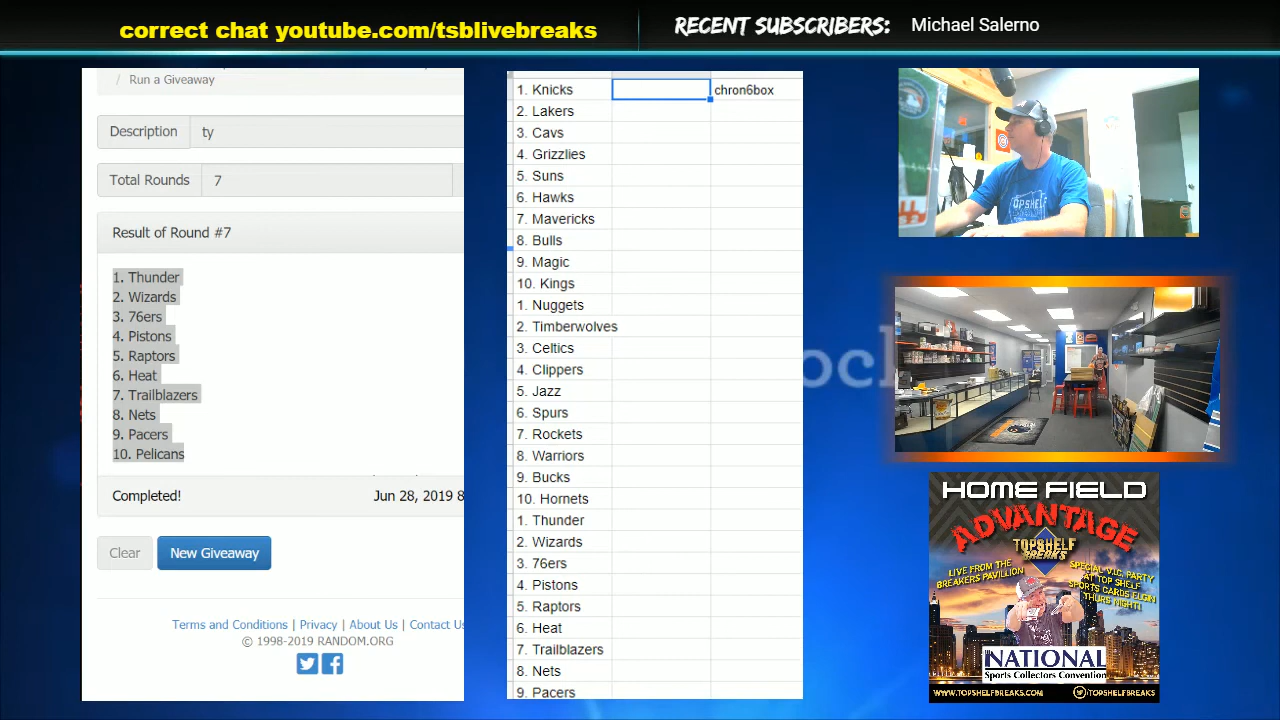 correct chat youtube.com/tsblivebreaks
RECENT SUBSCRIBERS: Michael Salerno
/ Run a Giveaway
Description ty
Total Rounds 7
Result of Round #7
1. Thunder
2. Wizards
3. 76ers
4. Pistons
5. Raptors
6. Heat
7. Trailblazers
8. Nets
9. Pacers
10. Pelicans
Completed! Jun 28, 2019 8
Clear New Giveaway
Terms and Conditions | Privacy | About Us | Contact Us
© 1998-2019 RANDOM.ORG
1. Knicks chron6box
2. Lakers
3. Cavs
4. Grizzlies
5. Suns
6. Hawks
7. Mavericks
8. Bulls
9. Magic
10. Kings
1. Nuggets
2. Timberwolves
3. Celtics
4. Clippers
5. Jazz
6. Spurs
7. Rockets
8. Warriors
9. Bucks
10. Hornets
1. Thunder
2. Wizards
3. 76ers
4. Pistons
5. Raptors
6. Heat
7. Trailblazers
8. Nets
9. Pacers
TOPSHELF
HOME FIELD
ADVANTAGE
TOPSHELF
BREAKS
LIVE FROM THE
BREAKERS PAVILLION
SPECIAL V.I.C. PARTY
AT TOP SHELF
SPORTS CARDS ELGIN
THURS NIGHT!
NATIONAL
Sports Collectors Convention
WWW.TOPSHELFBREAKS.COM
@TOPSHELFBREAKS